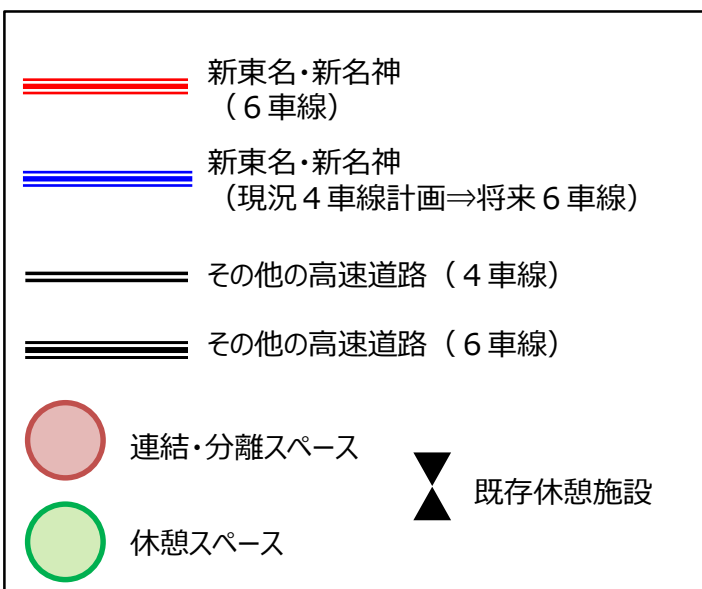 新東名・新名神
（６車線）
新東名・新名神
（現況４車線計画⇒将来６車線）
その他の高速道路（４車線）
その他の高速道路（６車線）
連結・分離スペース
既存休憩施設
休憩スペース